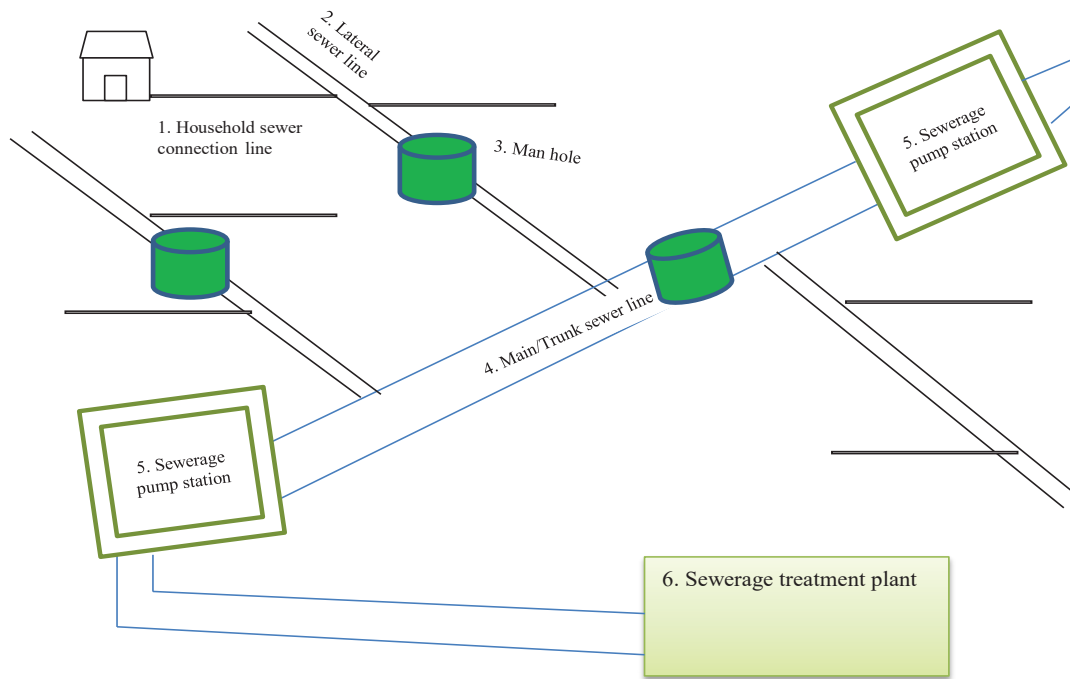 2. Lateral
sewer line
1. Household sewer
connection line
3. Man hole
5. Sewerage
pump station
4. Main/Trunk sewer line
5. Sewerage
pump station
6. Sewerage treatment plant